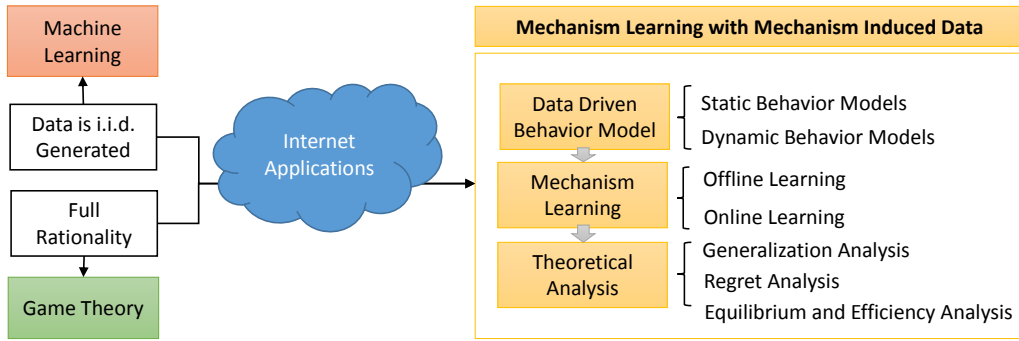 Machine
Learning
Data is i.i.d.
Generated
Full
Rationality
Game Theory
Internet
Applications
Mechanism Learning with Mechanism Induced Data
Data Driven
Behavior Model
Static Behavior Models
Dynamic Behavior Models
Mechanism
Learning
Offline Learning
Online Learning
Theoretical
Analysis
Generalization Analysis
Regret Analysis
Equilibrium and Efficiency Analysis